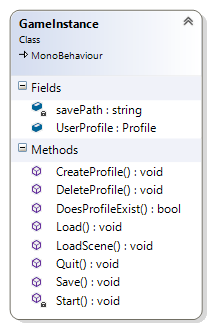 GameInstance
Class
MonoBehaviour
Fields
savePath : string
UserProfile : Profile
Methods
CreateProfile() : void
DeleteProfile() : void
DoesProfileExist() : bool
Load() : void
LoadScene() : void
Quit() : void
Save() : void
Start() : void